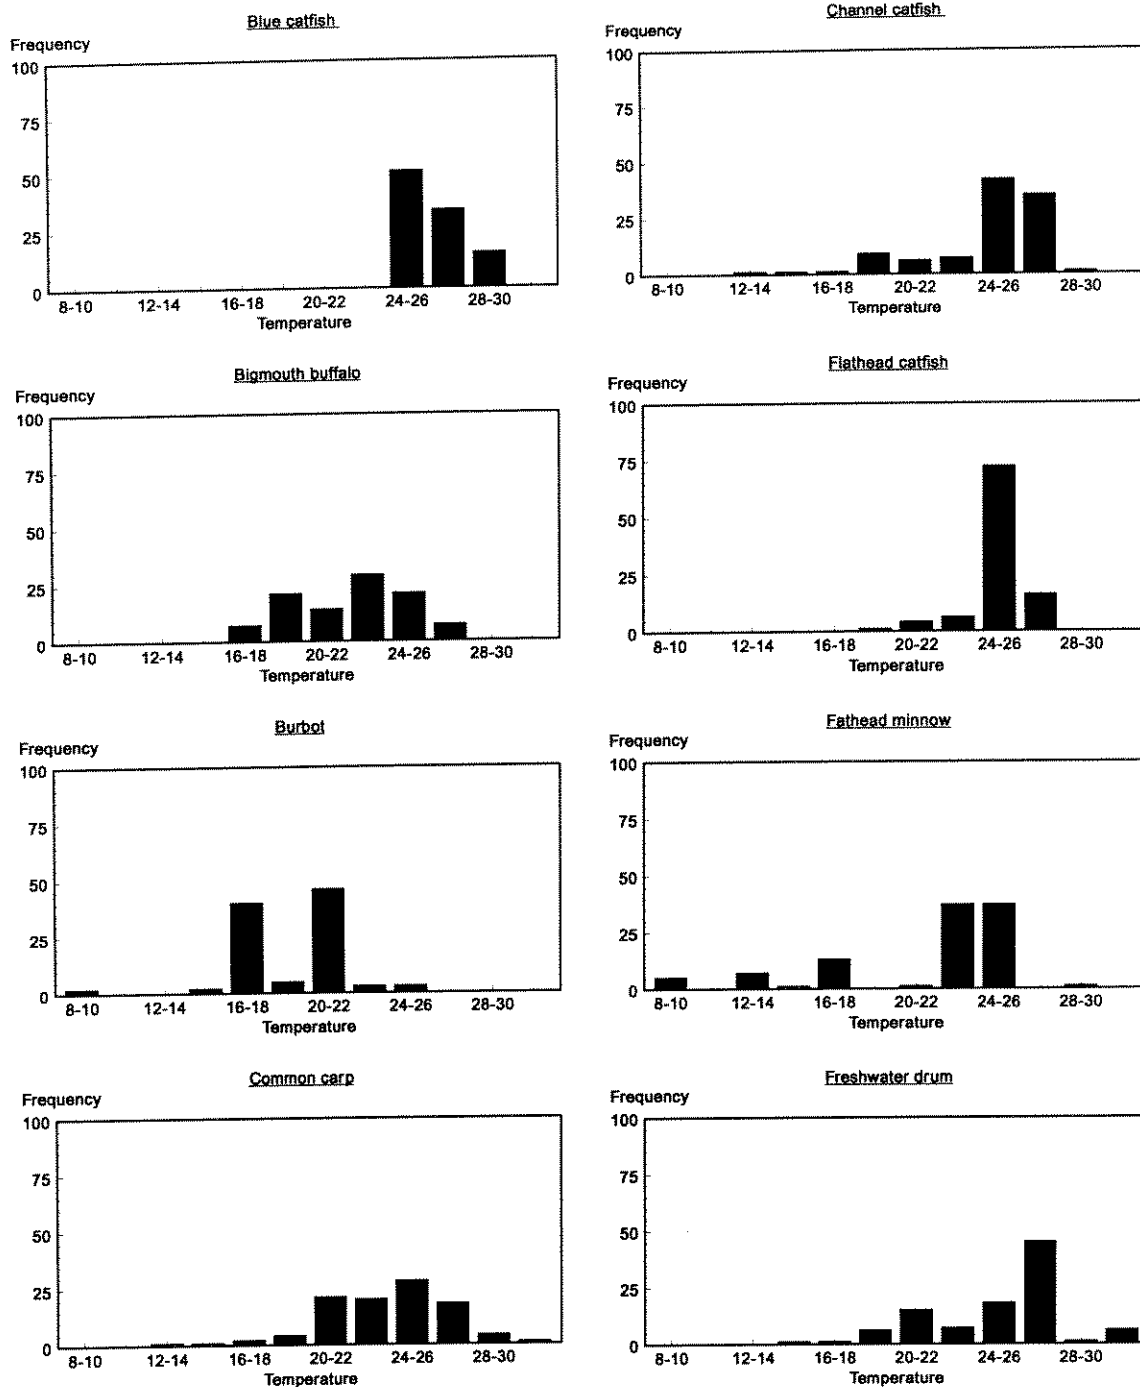 Blue catfish
Frequency
100
75
50
25
0
8-10 12-14 16-18 20-22 24-26 28-30
Temperature
Channel catfish
Frequency
100
75
50
25
0
8-10 12-14 16-18 20-22 24-26 28-30
Temperature
Bigmouth buffalo
Frequency
100
75
50
25
0
8-10 12-14 16-18 20-22 24-26 28-30
Temperature
Flathead catfish
Frequency
100
75
50
25
0
8-10 12-14 16-18 20-22 24-26 28-30
Temperature
Burbot
Frequency
100
75
50
25
0
8-10 12-14 16-18 20-22 24-26 28-30
Temperature
Fathead minnow
Frequency
100
75
50
25
0
8-10 12-14 16-18 20-22 24-26 28-30
Temperature
Common carp
Frequency
100
75
50
25
0
8-10 12-14 16-18 20-22 24-26 28-30
Temperature
Freshwater drum
Frequency
100
75
50
25
0
8-10 12-14 16-18 20-22 24-26 28-30
Temperature